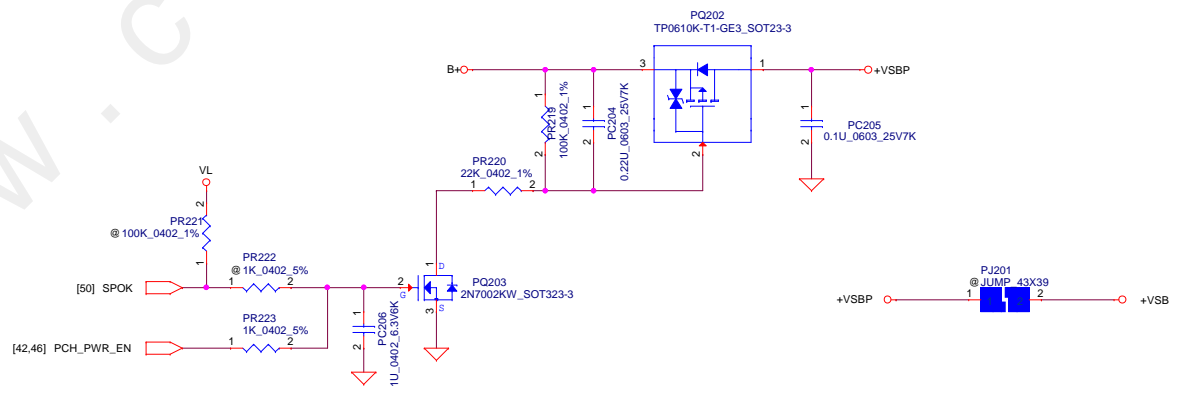 PQ202
TP0610K-T1-GE3_SOT23-3
B+
3
1
+VSBP
1
2
PR219
100K_0402_1%
1
2
PC204
0.22U_0603_25V7K
2
1
2
PC205
0.1U_0603_25V7K
PR220
22K_0402_1%
1
2
VL
2
1
PR221
@ 100K_0402_1%
PR222
@ 1K_0402_5%
[50] SPOK
1
2
PR223
1K_0402_5%
[42,46] PCH_PWR_EN
1
2
1
2
PC206
1U_0402_6.3V6K
1
D
2
G
3
S
PQ203
2N7002KW_SOT323-3
PJ201
@ JUMP_43X39
+VSBP
1
2
+VSB
w.c